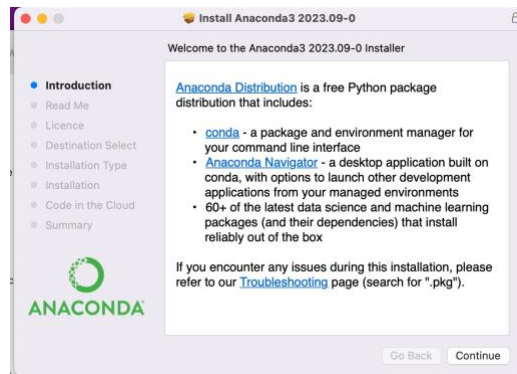 Install Anaconda3 2023.09-0
Welcome to the Anaconda3 2023.09-0 Installer
Introduction
Read Me
Licence
Destination Select
Installation Type
Installation
Code in the Cloud
Summary
ANACONDA
Anaconda Distribution is a free Python package
distribution that includes:
• conda - a package and environment manager for
your command line interface
• Anaconda Navigator - a desktop application built on
conda, with options to launch other development
applications from your managed environments
• 60+ of the latest data science and machine learning
packages (and their dependencies) that install
reliably out of the box
If you encounter any issues during this installation, please
refer to our Troubleshooting page (search for ".pkg").
Go Back
Continue